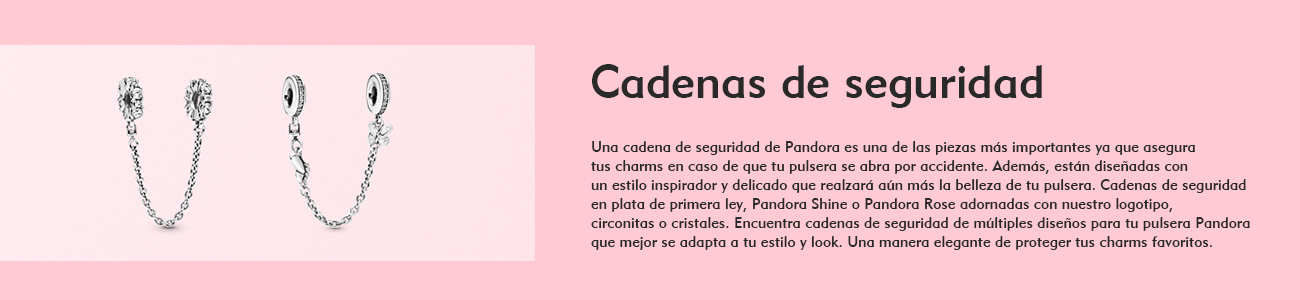 Cadenas de seguridad
Una cadena de seguridad de Pandora es una de las piezas más importantes ya que asegura
tus charms en caso de que tu pulsera se abra por accidente. Además, están diseñadas con
un estilo inspirador y delicado que realzará aún más la belleza de tu pulsera. Cadenas de seguridad
en plata de primera ley, Pandora Shine o Pandora Rose adornadas con nuestro logotipo,
circonitas o cristales. Encuentra cadenas de seguridad de múltiples diseños para tu pulsera Pandora
que mejor se adapta a tu estilo y look. Una manera elegante de proteger tus charms favoritos.